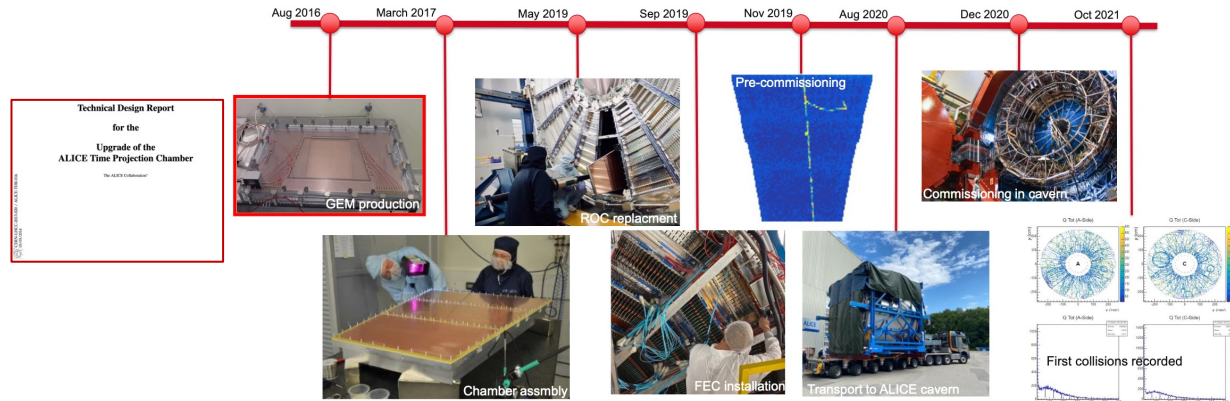 Aug 2016
March 2017
May 2019
Sep 2019
Nov 2019
Aug 2020
Dec 2020
Oct 2021
Technical Design Report
for the
Upgrade of the
ALICE Time Projection Chamber
The ALICE Collaboration
GEM production
ROC replacment
Pre-commissioning
Commissioning in cavern
Chamber assmbly
FEC installation
ALICE
Transport to ALICE cavern
Q Tot (A-Side)
Q Tot (C-Side)
A
C
Q Tot (A-Side)
Q Tot (C-Side)
First collisions recorded